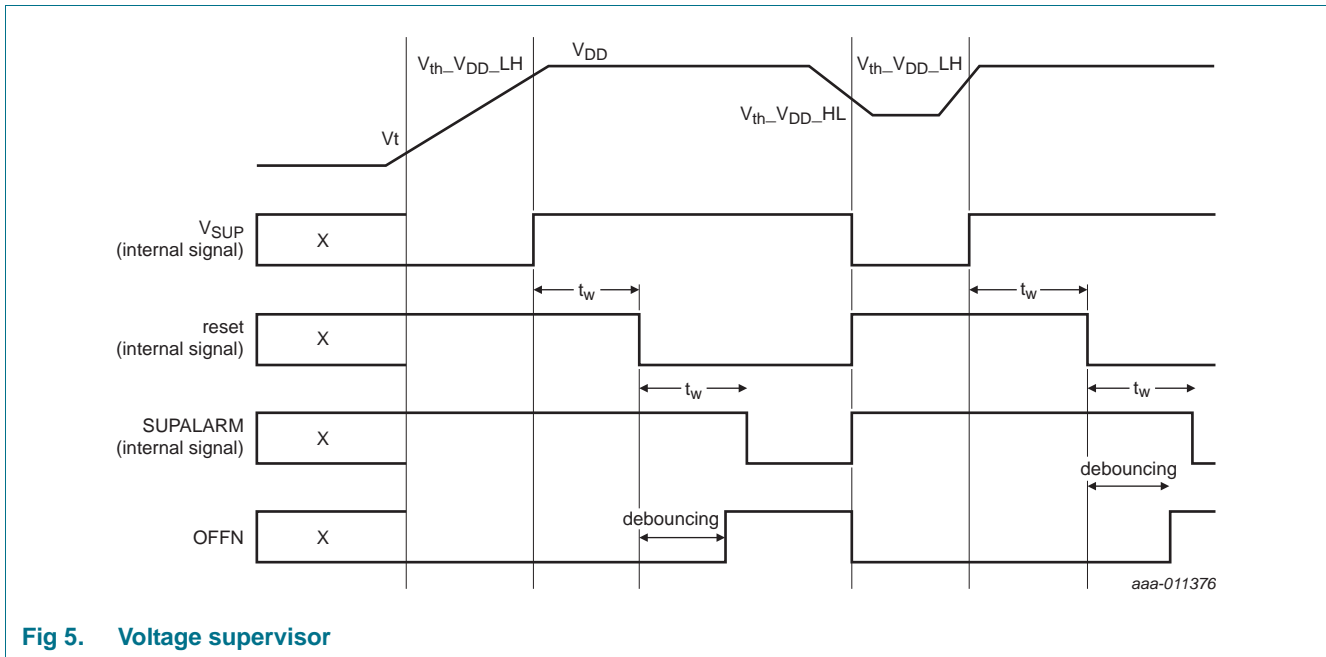 V_DD
V_th_V_DD_LH
V_th_V_DD_LH
V_th_V_DD_HL
Vt
V_SUP
(internal signal)
X
t_w
t_w
reset
(internal signal)
X
t_w
t_w
SUPALARM
(internal signal)
X
debouncing
debouncing
OFFN
X
aaa-011376
Fig 5. Voltage supervisor